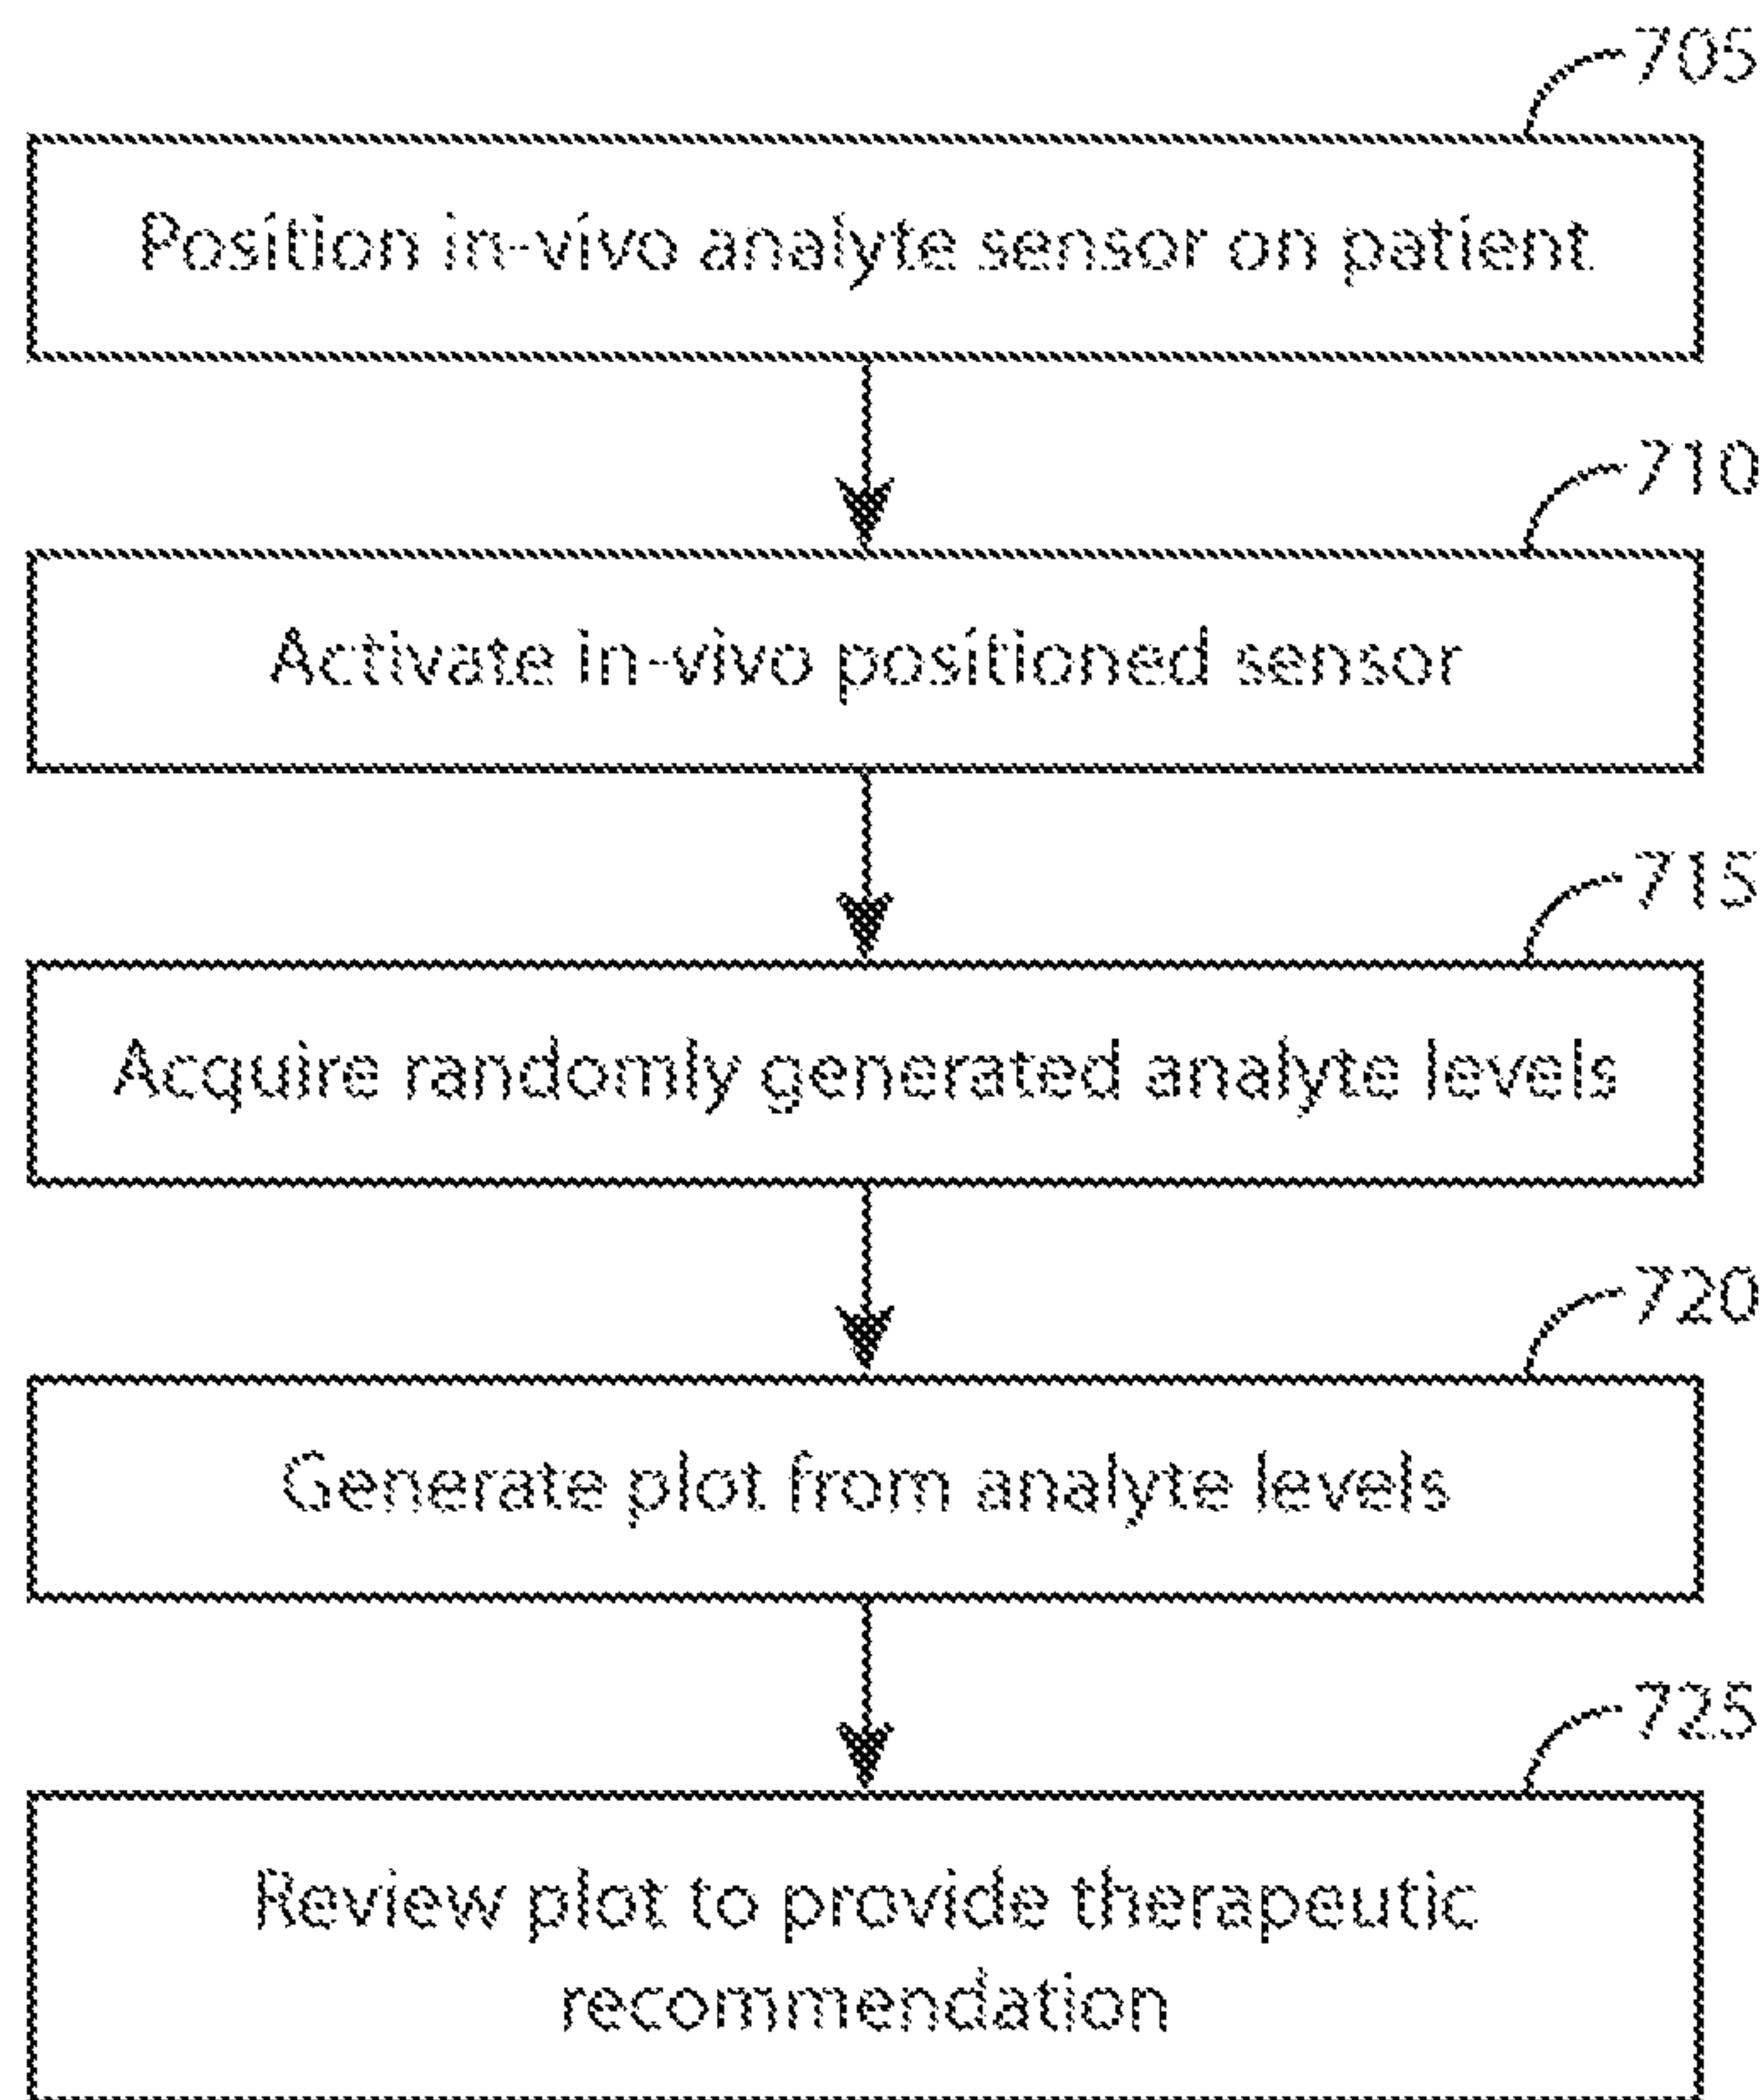 705
Position in-vivo analyte sensor on patient
710
Activate in-vivo positioned sensor
715
Acquire randomly generated analyte levels
720
Generate plot from analyte levels
725
Review plot to provide therapeutic
recommendation